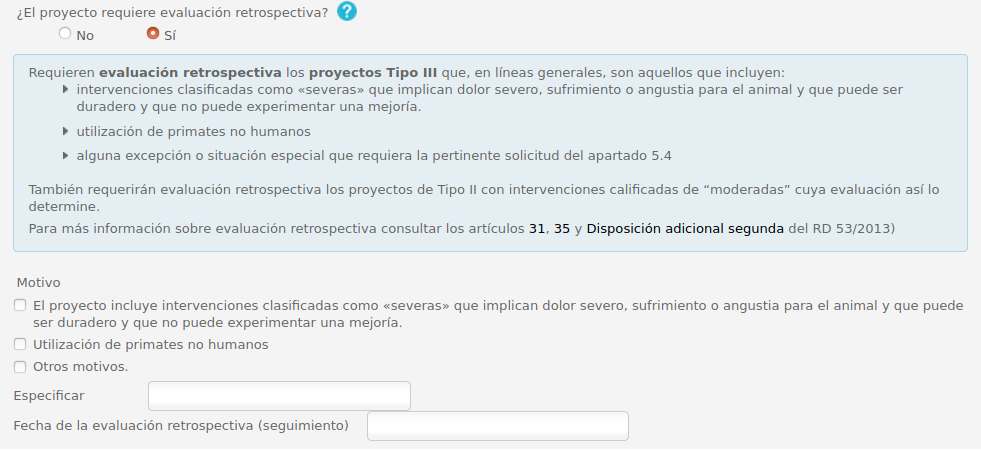 ¿El proyecto requiere evaluación retrospectiva? ?
No Sí
Requieren evaluación retrospectiva los proyectos Tipo III que, en líneas generales, son aquellos que incluyen:
intervenciones clasificadas como «severas» que implican dolor severo, sufrimiento o angustia para el animal y que puede ser
duradero y que no puede experimentar una mejoría.
utilización de primates no humanos
alguna excepción o situación especial que requiera la pertinente solicitud del apartado 5.4
También requerirán evaluación retrospectiva los proyectos de Tipo II con intervenciones calificadas de “moderadas” cuya evaluación así lo
determine.
Para más información sobre evaluación retrospectiva consultar los artículos 31, 35 y Disposición adicional segunda del RD 53/2013)
Motivo
El proyecto incluye intervenciones clasificadas como «severas» que implican dolor severo, sufrimiento o angustia para el animal y que puede
ser duradero y que no puede experimentar una mejoría.
Utilización de primates no humanos
Otros motivos.
Especificar
Fecha de la evaluación retrospectiva (seguimiento)